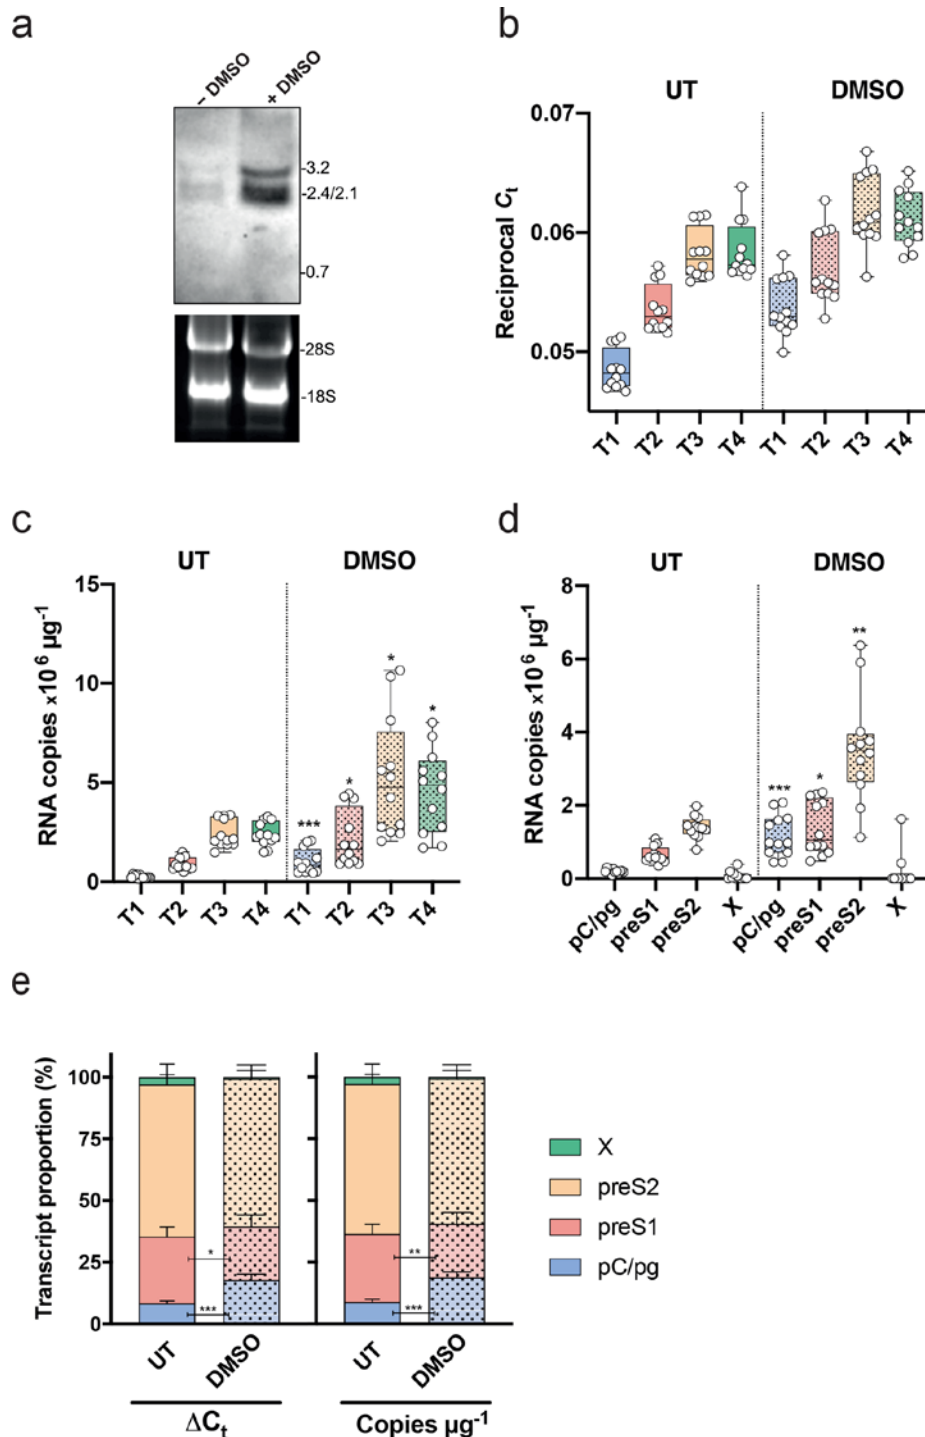 a
– DMSO
+ DMSO
-3.2
-2.4/2.1
-0.7
-28S
-18S
b
UT
DMSO
Reciprocal Ct
0.07
0.06
0.05
T1 T2 T3 T4 T1 T2 T3 T4
c
UT
DMSO
RNA copies x10⁶ µg⁻¹
15
10
5
0
***
*
*
*
T1 T2 T3 T4 T1 T2 T3 T4
d
UT
DMSO
RNA copies x10⁶ µg⁻¹
8
6
4
2
0
***
*
**
pC/pg preS1 preS2 X pC/pg preS1 preS2 X
e
Transcript proportion (%)
100
75
50
25
0
*
***
**
***
UT DMSO UT DMSO
ΔCt
Copies µg⁻¹
X
preS2
preS1
pC/pg